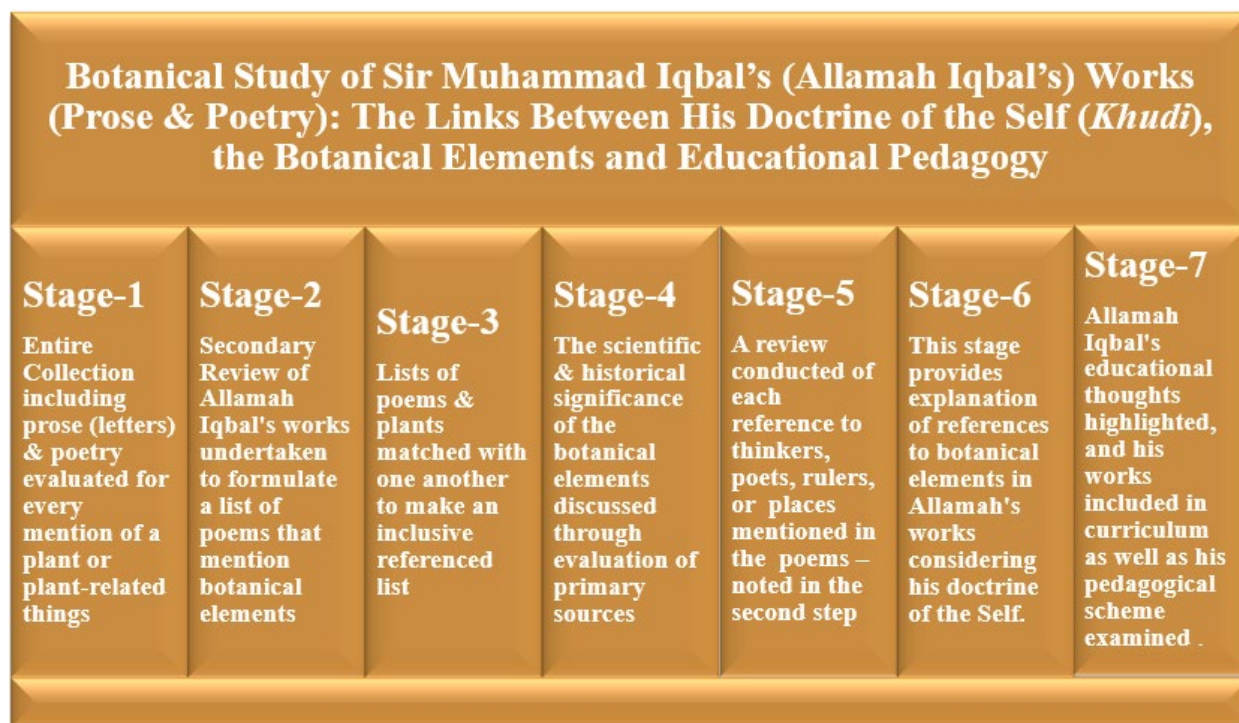 Botanical Study of Sir Muhammad Iqbal’s (Allamah Iqbal’s) Works
(Prose & Poetry): The Links Between His Doctrine of the Self (Khudi),
the Botanical Elements and Educational Pedagogy
Stage-1
Entire
Collection
including
prose (letters)
& poetry
evaluated for
every
mention of a
plant or
plant-related
things
Stage-2
Secondary
Review of
Allamah
Iqbal's works
undertaken
to formulate
a list of
poems that
mention
botanical
elements
Stage-3
Lists of
poems &
plants
matched with
one another
to make an
inclusive
referenced
list
Stage-4
The scientific
& historical
significance
of the
botanical
elements
discussed
through
evaluation of
primary
sources
Stage-5
A review
conducted of
each
reference to
thinkers,
poets, rulers,
or places
mentioned in
the poems –
noted in the
second step
Stage-6
This stage
provides
explanation
of references
to botanical
elements in
Allamah's
works
considering
his doctrine
of the Self.
Stage-7
Allamah
Iqbal's
educational
thoughts
highlighted,
and his
works
included in
curriculum
as well as his
pedagogical
scheme
examined .